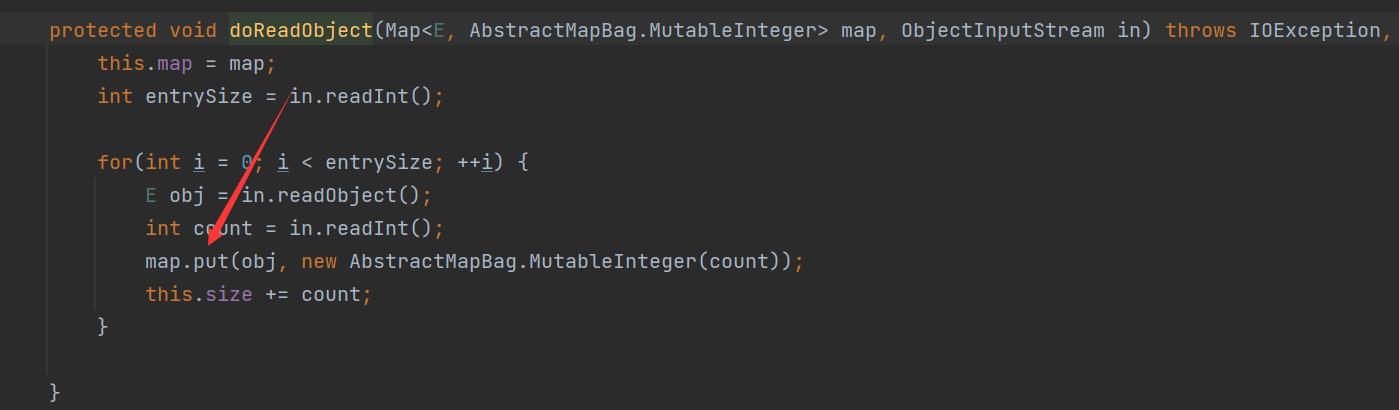 protected void doReadObject(Map<E, AbstractMapBag.MutableInteger> map, ObjectInputStream in) throws IOException,
this.map = map;
int entrySize = in.readInt();
for(int i = 0; i < entrySize; ++i) {
E obj = in.readObject();
int count = in.readInt();
map.put(obj, new AbstractMapBag.MutableInteger(count));
this.size += count;
}
}